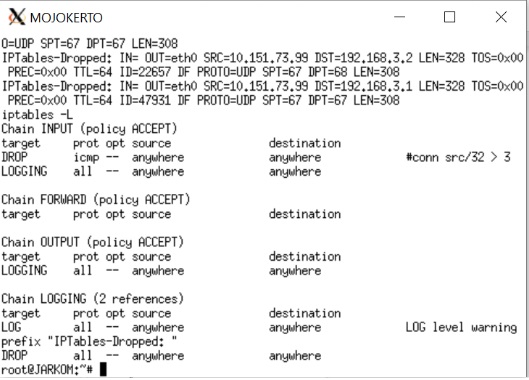 MOJOKERTO
O=UDP SPT=67 DPT=67 LEN=308
IPTables-Dropped: IN= OUT=eth0 SRC=10.151.73.99 DST=192.168.3.2 LEN=328 TOS=0x00
PREC=0x00 TTL=64 ID=22657 DF PROTO=UDP SPT=67 DPT=68 LEN=308
IPTables-Dropped: IN= OUT=eth0 SRC=10.151.73.99 DST=192.168.3.1 LEN=328 TOS=0x00
PREC=0x00 TTL=64 ID=47931 DF PROTO=UDP SPT=67 DPT=67 LEN=308
iptables -L
Chain INPUT (policy ACCEPT)
target prot opt source destination
DROP icmp -- anywhere anywhere #conn src/32 > 3
LOGGING all -- anywhere anywhere
Chain FORWARD (policy ACCEPT)
target prot opt source destination
Chain OUTPUT (policy ACCEPT)
target prot opt source destination
LOGGING all -- anywhere anywhere
Chain LOGGING (2 references)
target prot opt source destination
LOG all -- anywhere anywhere LOG level warning
prefix "IPTables-Dropped: "
DROP all -- anywhere anywhere
root@JARKOM:~#